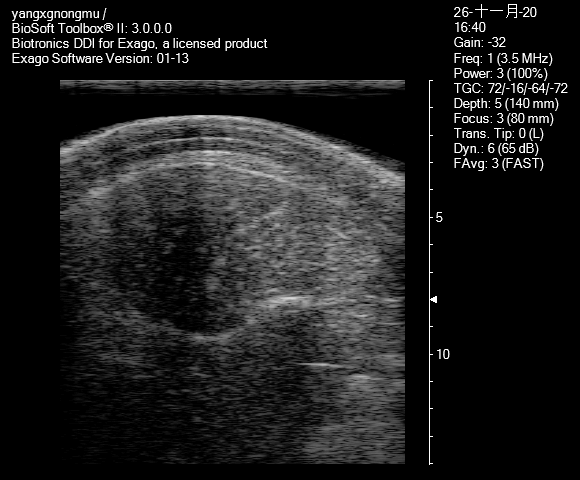 yangxgnongmu /
BioSoft Toolbox® II: 3.0.0.0
Biotronics DDI for Exago, a licensed product
Exago Software Version: 01-13
26-十一月-20
16:40
Gain: -32
Freq: 1 (3.5 MHz)
Power: 3 (100%)
TGC: 72/-16/-64/-72
Depth: 5 (140 mm)
Focus: 3 (80 mm)
Trans. Tip: 0 (L)
Dyn.: 6 (65 dB)
FAvg: 3 (FAST)
5
10